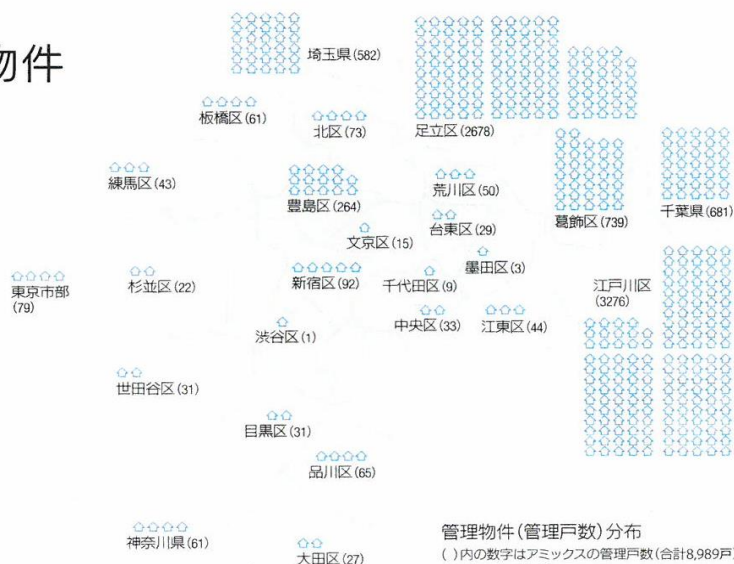 物件
埼玉県(582)
板橋区(61)
北区(73)
足立区(2678)
練馬区(43)
豊島区(264)
荒川区(50)
葛飾区(739)
千葉県(681)
台東区(29)
文京区(15)
墨田区(3)
東京市部
(79)
杉並区(22)
新宿区(92)
千代田区(9)
江戸川区
(3276)
渋谷区(1)
中央区(33)
江東区(44)
世田谷区(31)
目黒区(31)
品川区(65)
神奈川県(61)
大田区(27)
管理物件(管理戸数)分布
( )内の数字はアミックスの管理戸数(合計8,989戸)